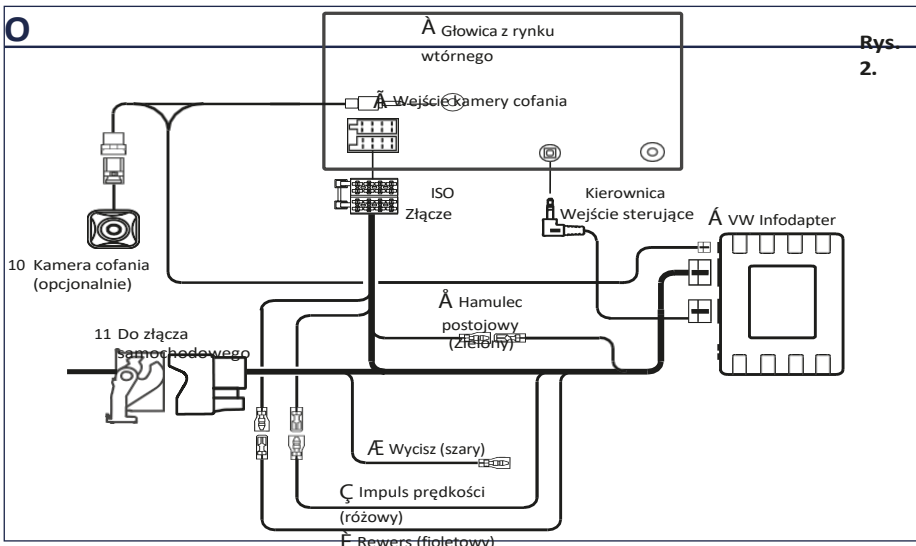 O
Rys.
2.
À Głowica z rynku
wtórnego
Ã Wejście kamery cofania
ISO
Złącze
Kierownica
Wejście sterujące
Á VW Infodapter
10 Kamera cofania
(opcjonalnie)
Å Hamulec
postojowy
(Zielony)
11 Do złącza
samochodowego
Æ Wycisz (szary)
Ç Impuls prędkości
(różowy)
È Rewers (fioletowy)